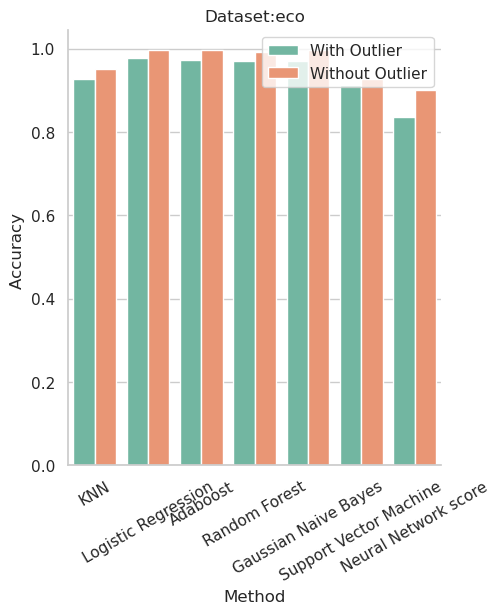 Dataset:eco
With Outlier
Without Outlier
1.0
0.8
0.6
0.4
0.2
0.0
Accuracy
KNN
Logistic Regression
Adaboost
Random Forest
Gaussian Naive Bayes
Support Vector Machine
Neural Network score
Method